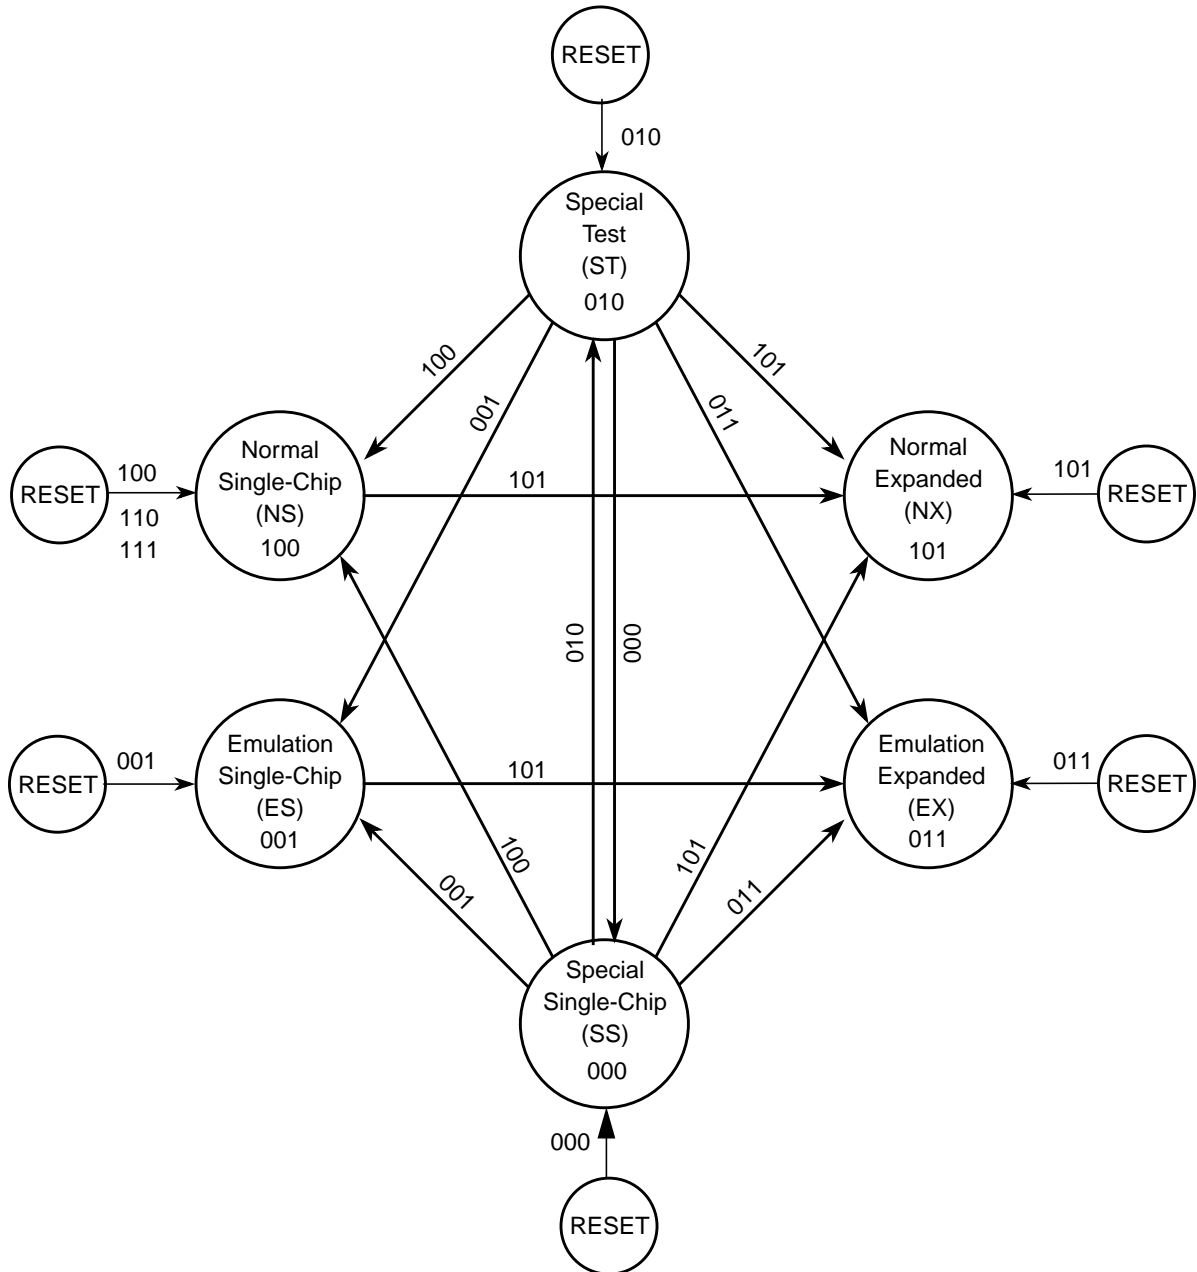 RESET
010
Special
Test
(ST)
010
100
101
001
011
Normal
Single-Chip
(NS)
100
Normal
Expanded
(NX)
101
RESET
100
110
111
101
101
RESET
010
000
Emulation
Single-Chip
(ES)
001
Emulation
Expanded
(EX)
011
RESET
001
101
011
RESET
100
101
001
011
Special
Single-Chip
(SS)
000
000
RESET